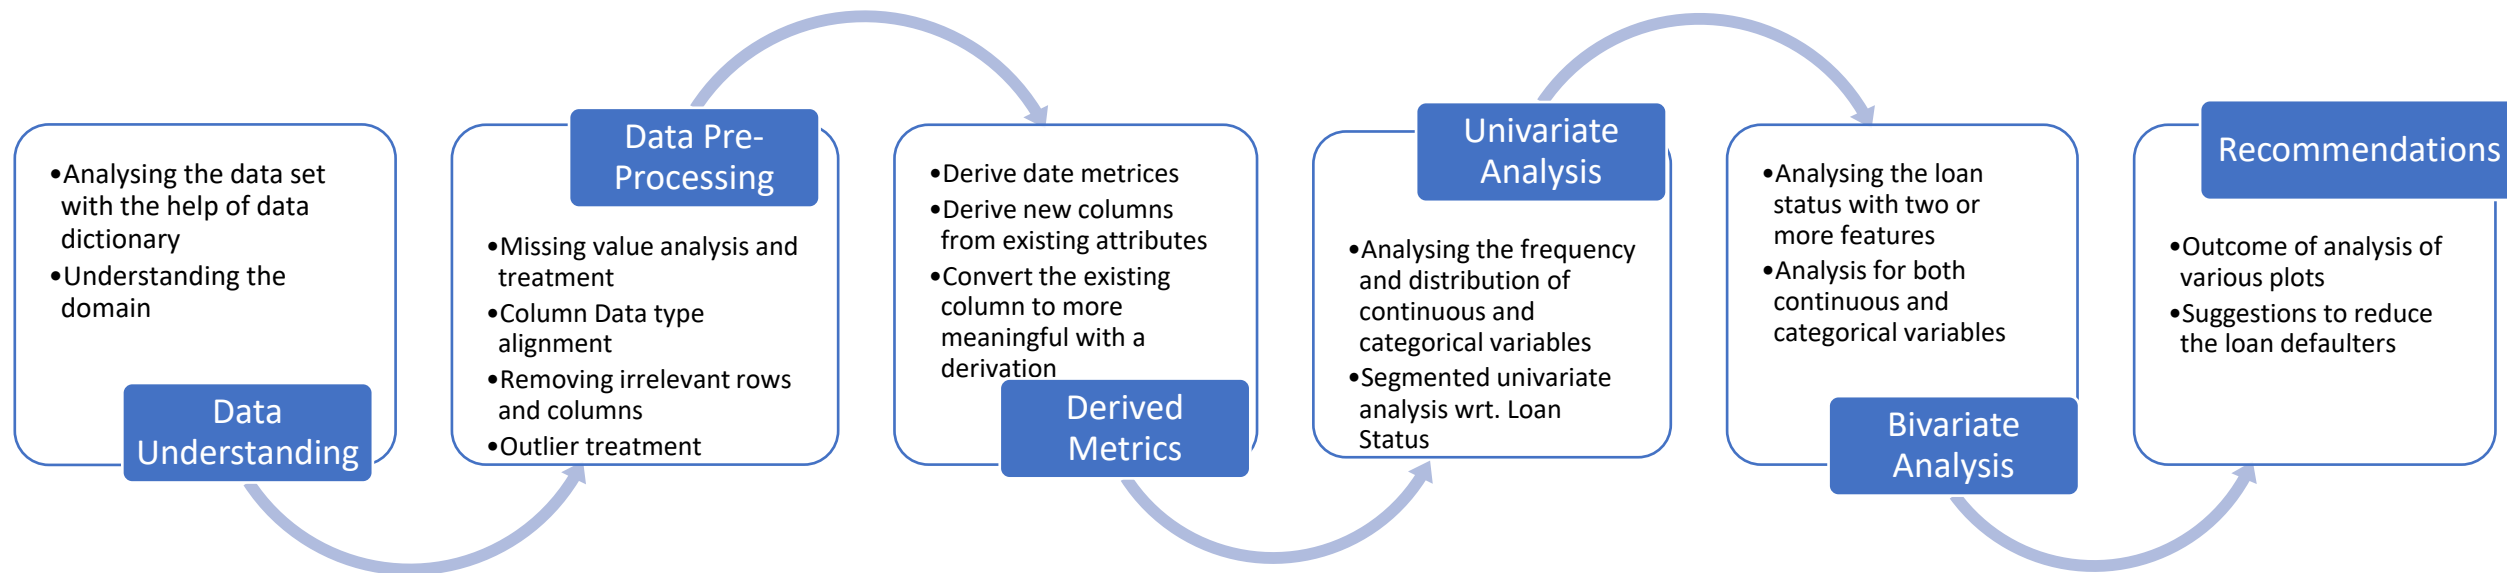 •Analysing the data set
with the help of data
dictionary
•Understanding the
domain
Data
Understanding
Data Pre-
Processing
•Missing value analysis and
treatment
•Column Data type
alignment
•Removing irrelevant rows
and columns
•Outlier treatment
•Derive date metrices
•Derive new columns
from existing attributes
•Convert the existing
column to more
meaningful with a
derivation
Derived
Metrics
Univariate
Analysis
•Analysing the frequency
and distribution of
continuous and
categorical variables
•Segmented univariate
analysis wrt. Loan
Status
•Analysing the loan
status with two or
more features
•Analysis for both
continuous and
categorical variables
Bivariate
Analysis
Recommendations
•Outcome of analysis of
various plots
•Suggestions to reduce
the loan defaulters